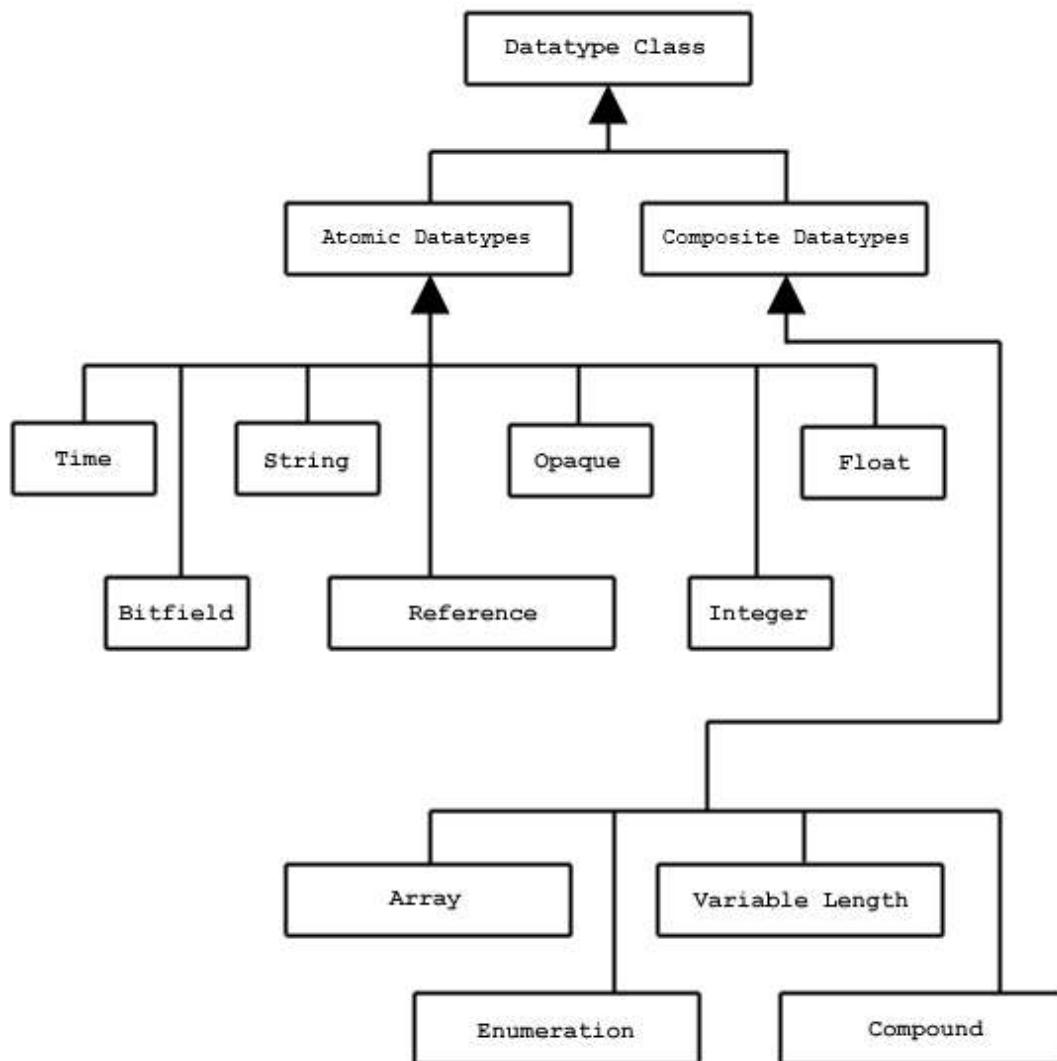 Datatype Class
Atomic Datatypes
Composite Datatypes
Time
String
Opaque
Float
Bitfield
Reference
Integer
Array
Variable Length
Enumeration
Compound